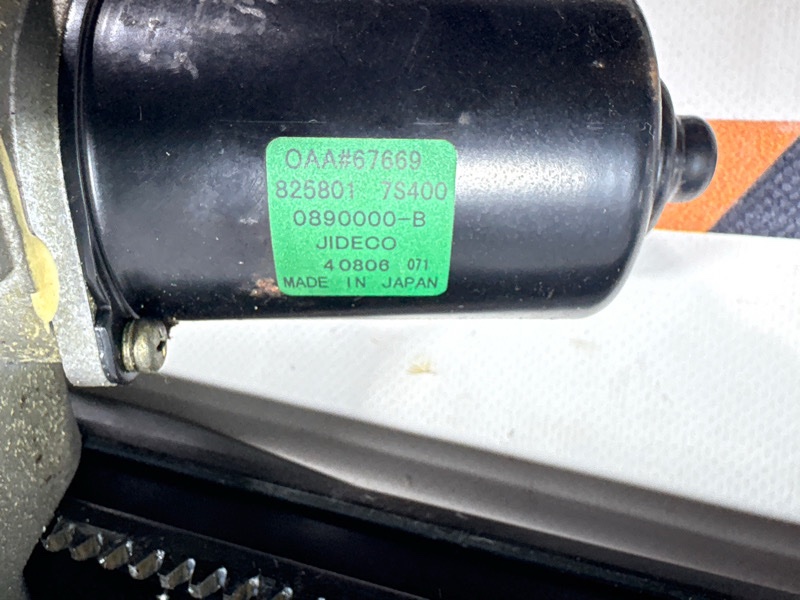 OAA#67669
825801 7S400
0890000-B
JIDECO
40806 071
MADE IN JAPAN